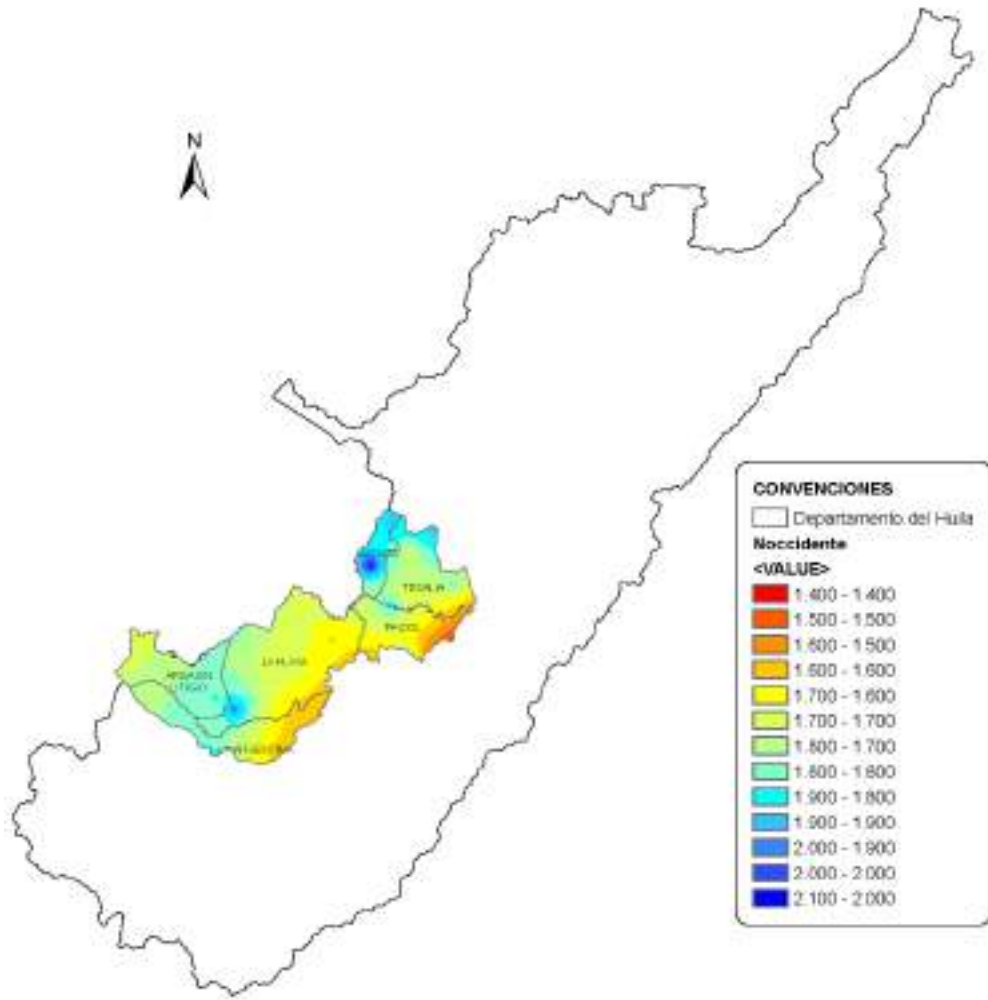 N
TESALIA
PAICOL
LA PLATA
CONVENCIONES
Departamento del Huila
Noccidente
<VALUE>
1.400 - 1.400
1.500 - 1.500
1.600 - 1.500
1.600 - 1.600
1.700 - 1.600
1.700 - 1.700
1.800 - 1.700
1.800 - 1.800
1.900 - 1.800
1.900 - 1.900
2.000 - 1.900
2.000 - 2.000
2.100 - 2.000